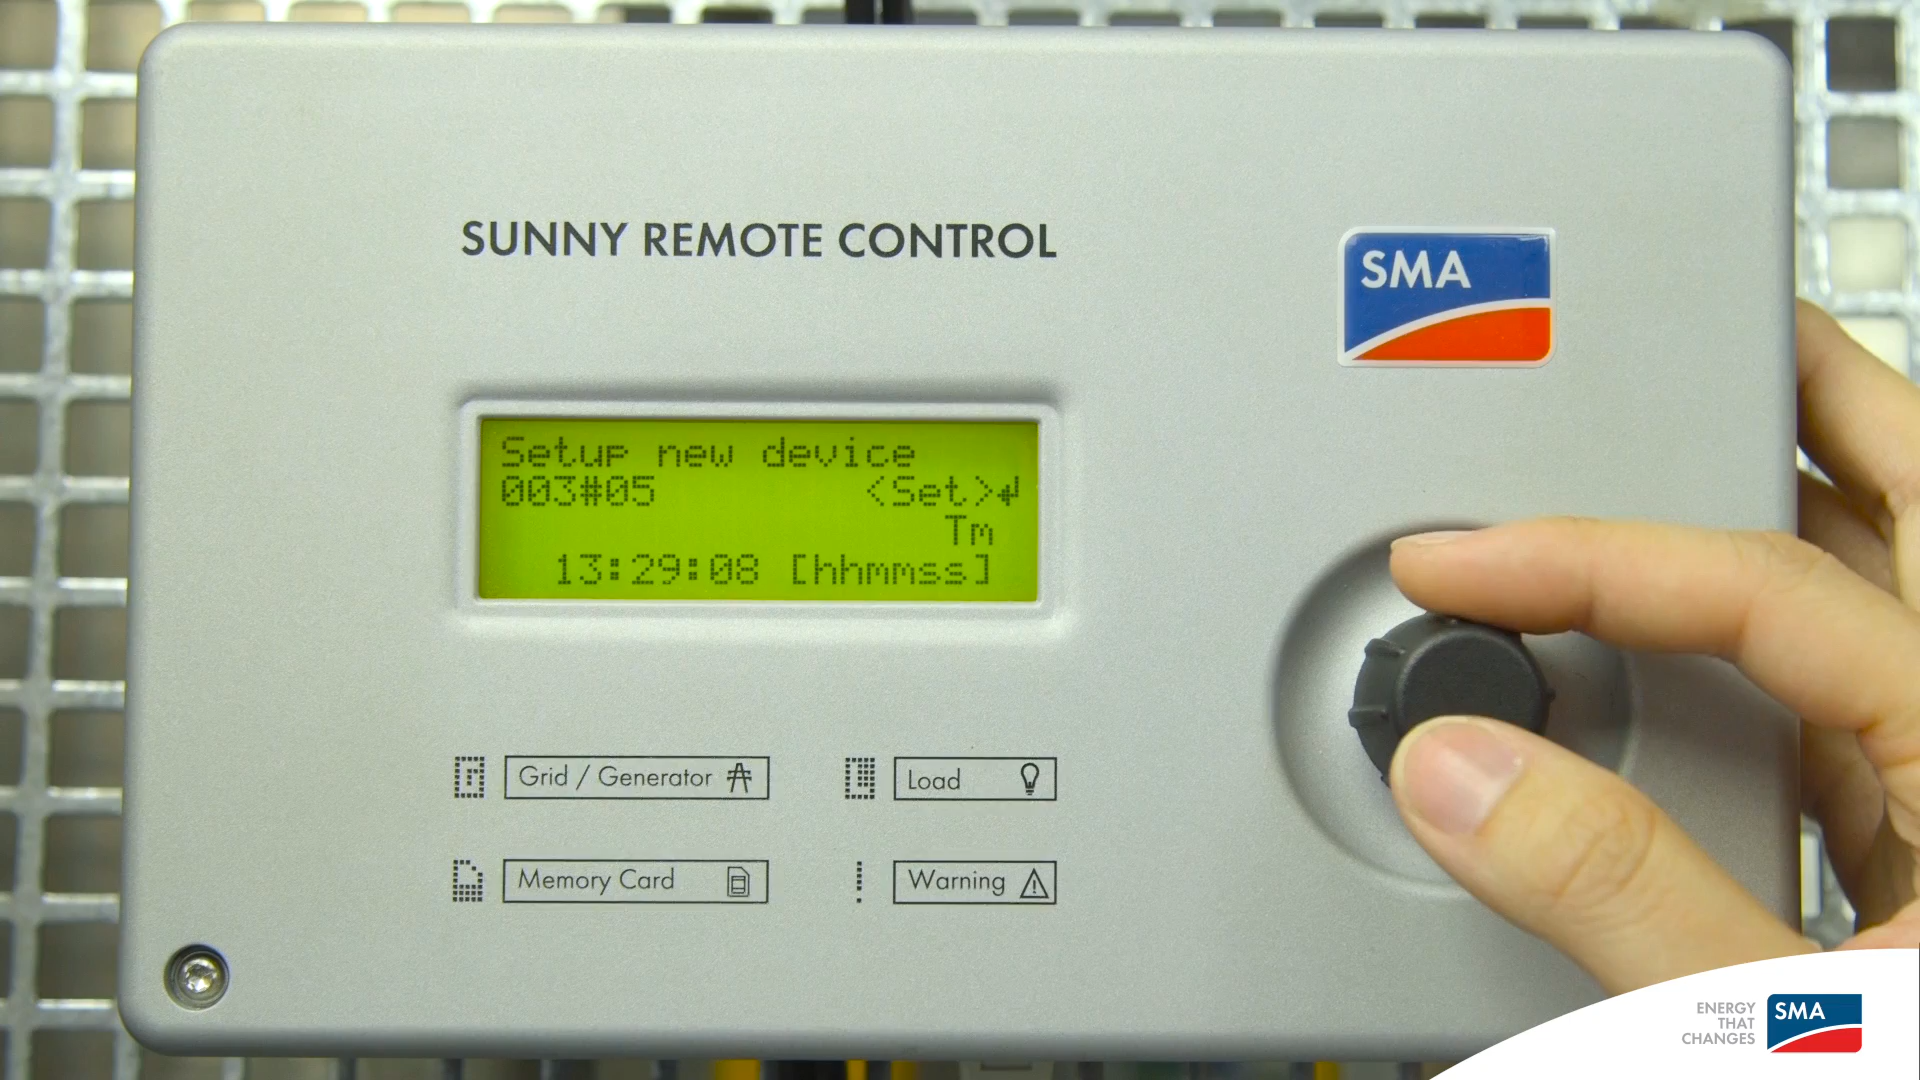 SUNNY REMOTE CONTROL
SMA
Setup new device
003#05 <Set>↲
Tm
13:29:08 [hhmmss]
Grid / Generator
Load
Memory Card
! Warning
ENERGY
THAT
CHANGES
SMA